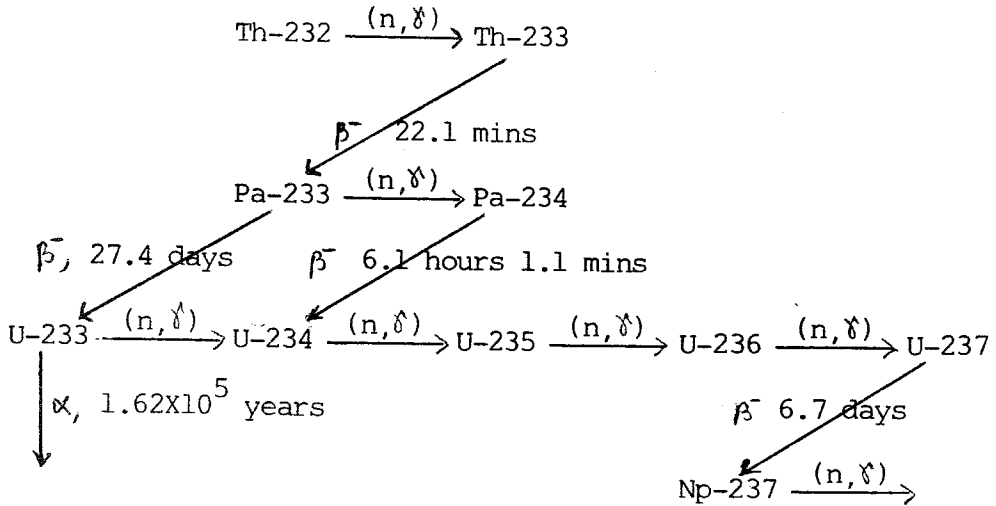 (n,γ)
Th-232 Th-233
β⁻ 22.1 mins
(n,γ)
Pa-233 Pa-234
β⁻, 27.4 days β⁻ 6.1 hours 1.1 mins
(n,γ) (n,γ) (n,γ) (n,γ)
U-233 U-234 U-235 U-236 U-237
α, 1.62X10⁵ years
β⁻ 6.7 days
(n,γ)
Np-237